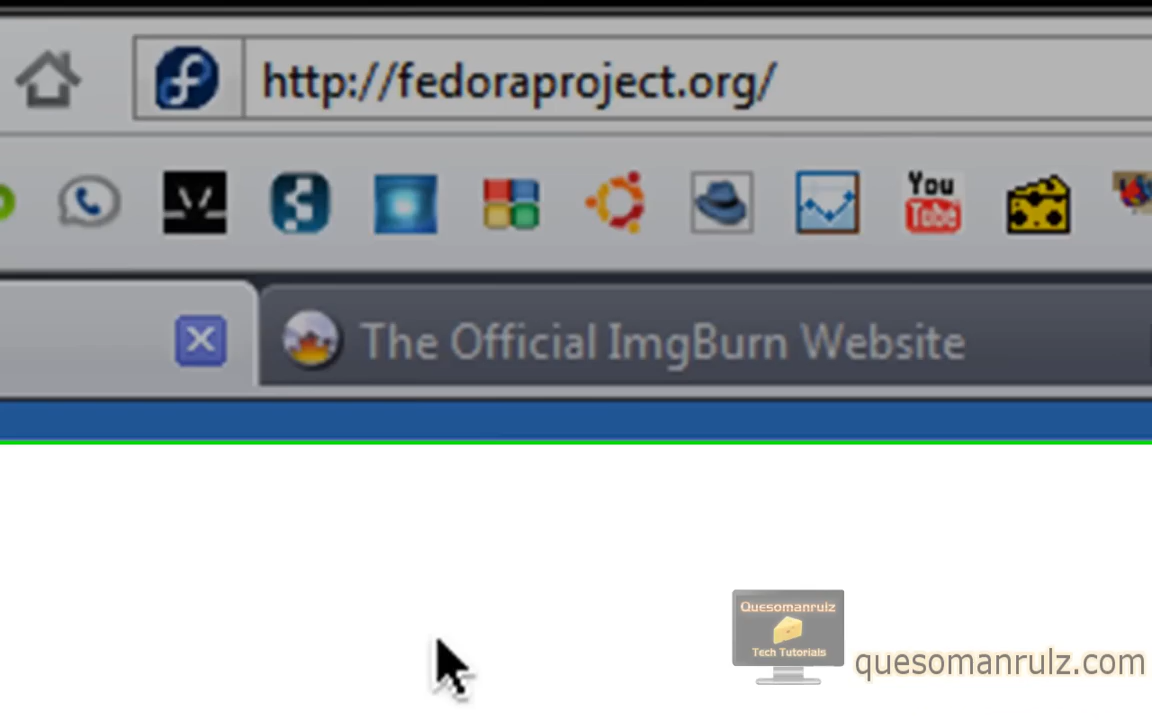 http://fedoraproject.org/
You
Tube
The Official ImgBurn Website
Quesomanrulz
Tech Tutorials
quesomanrulz.com